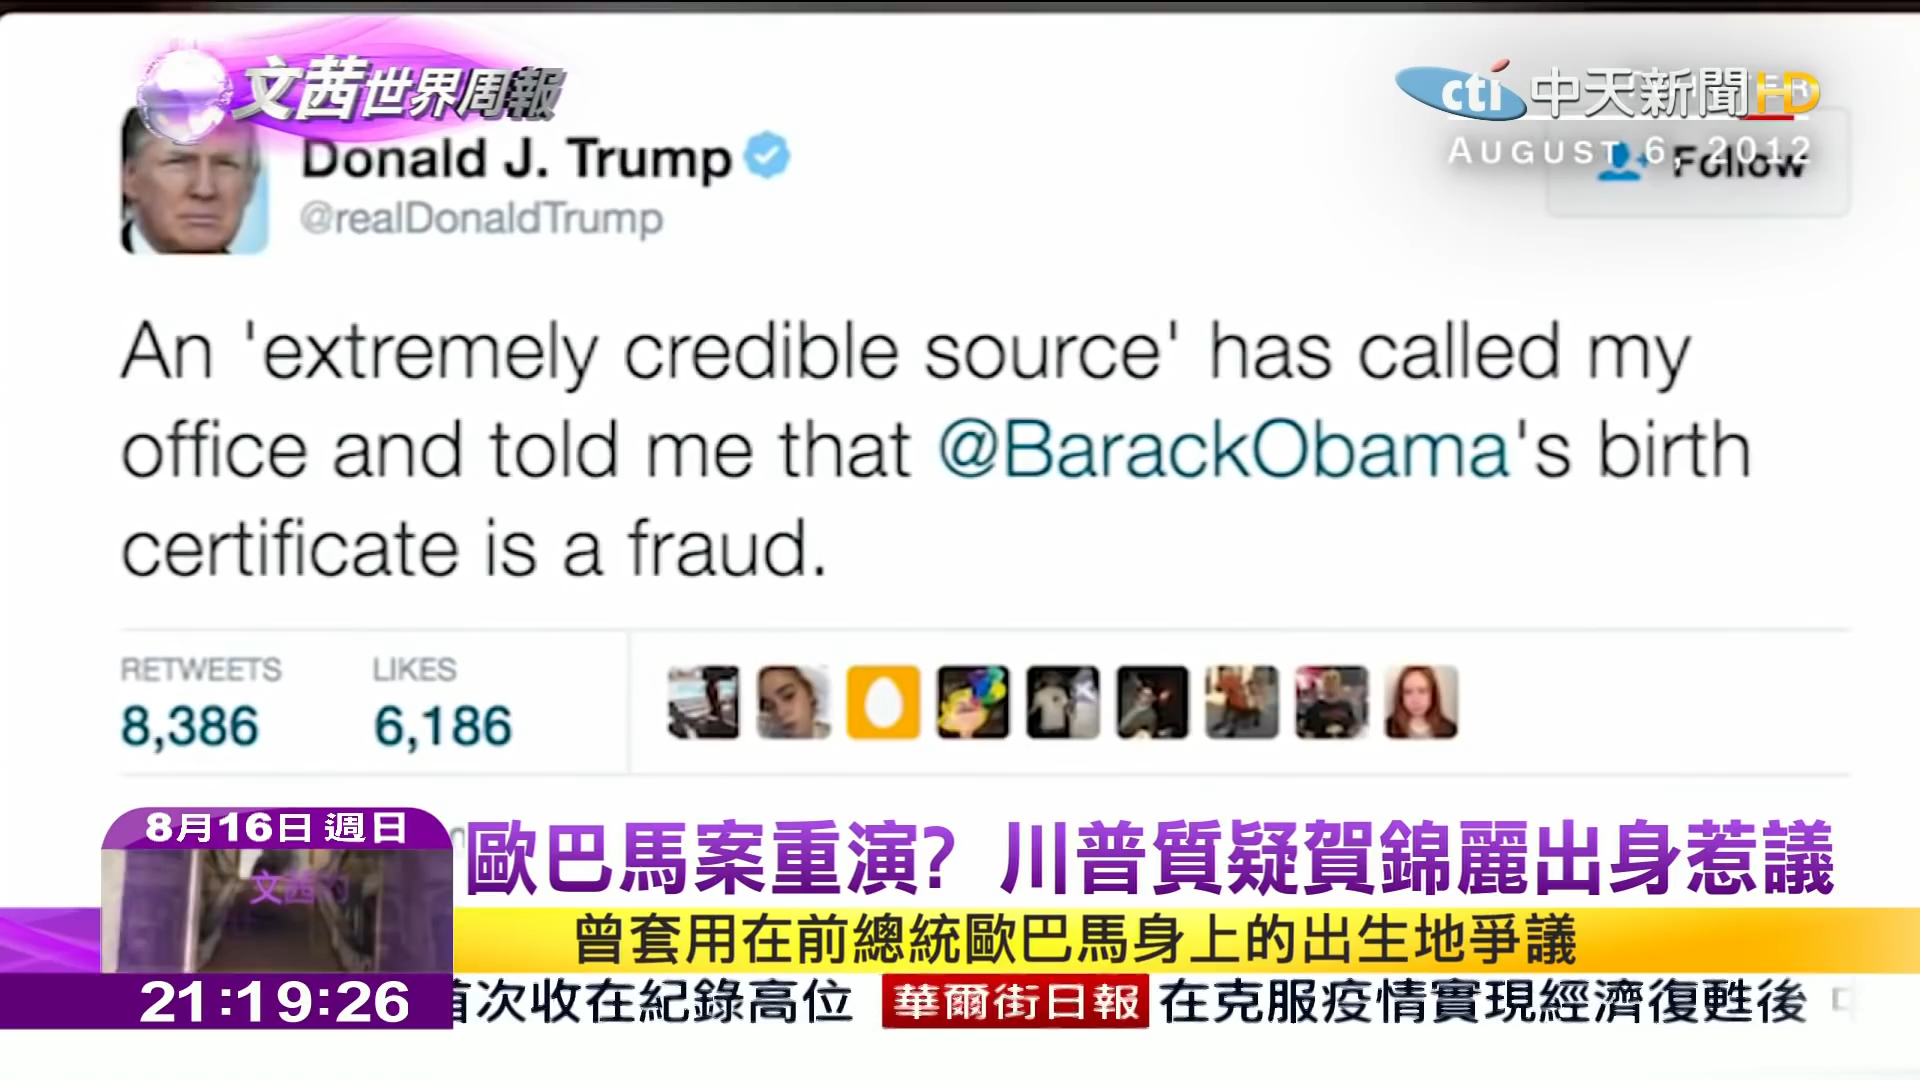 文茜世界周報
cti 中天新聞HD
AUGUST 6, 2012
Donald J. Trump
Follow
@realDonaldTrump
An 'extremely credible source' has called my
office and told me that @BarackObama's birth
certificate is a fraud.
RETWEETS LIKES
8,386 6,186
8月16日 週日
歐巴馬案重演? 川普質疑賀錦麗出身惹議
文茜的
曾套用在前總統歐巴馬身上的出生地爭議
21:19:26
首次收在紀錄高位 華爾街日報 在克服疫情實現經濟復甦後